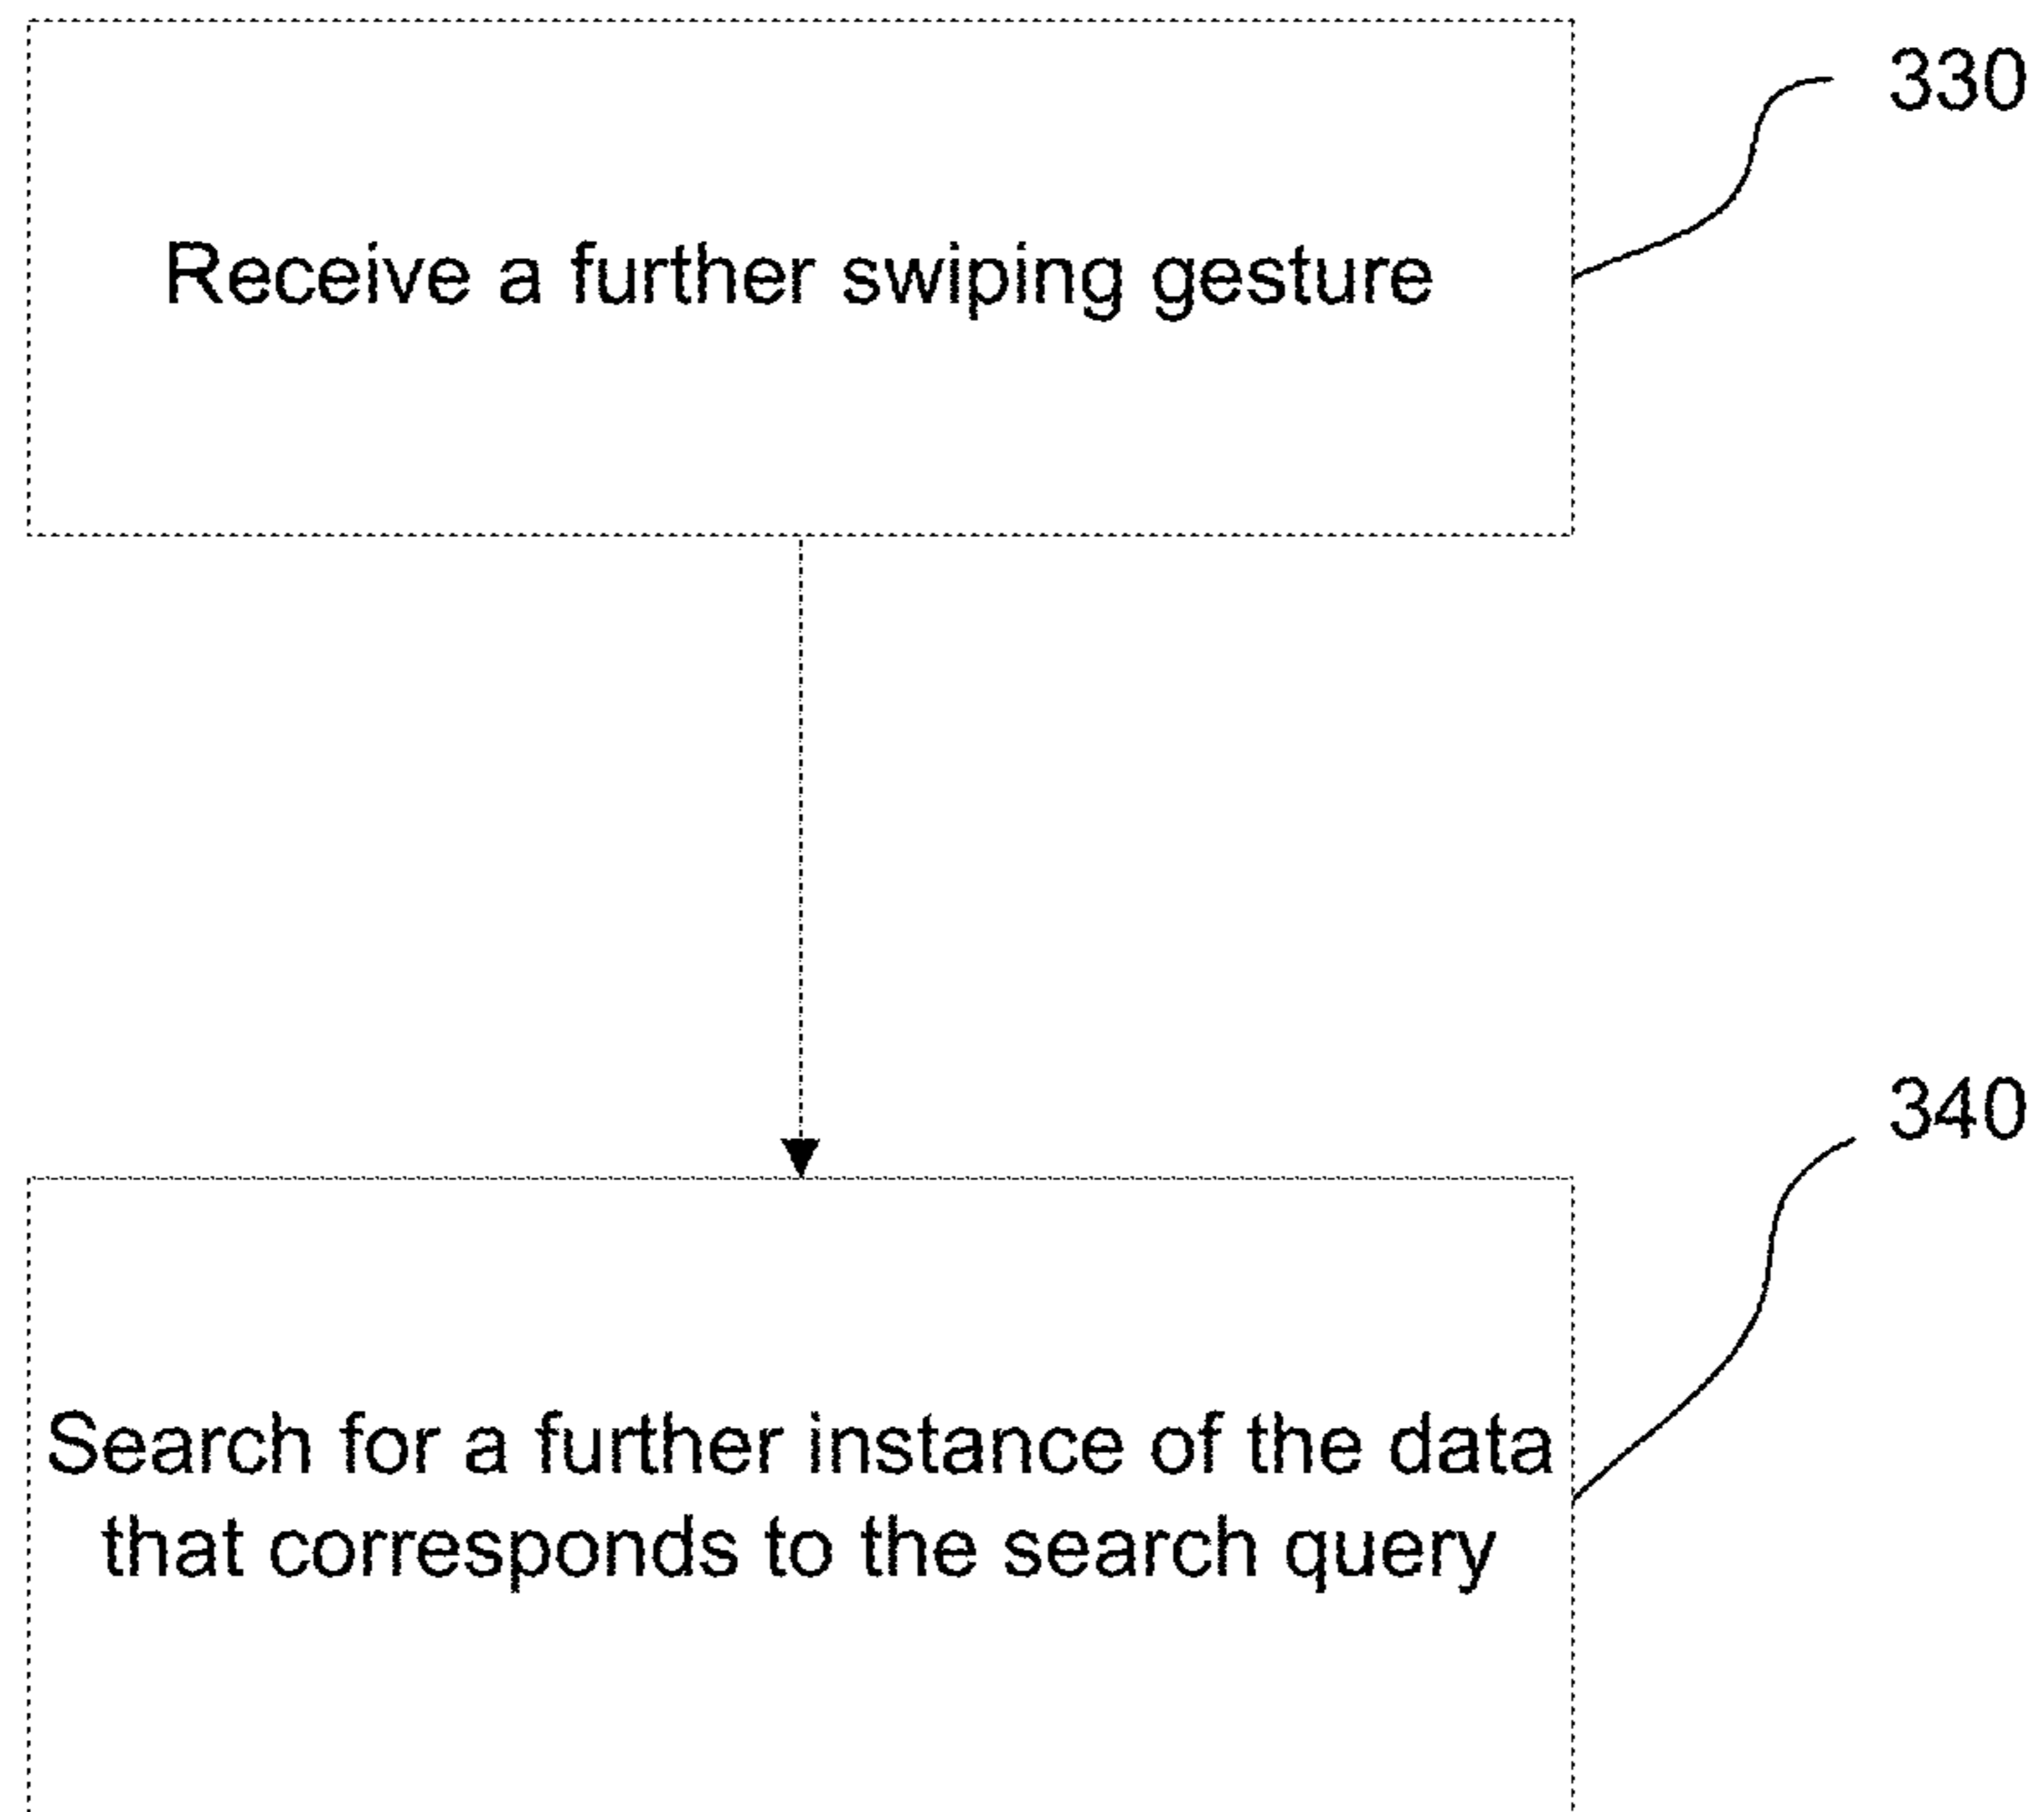 330
Receive a further swiping gesture
340
Search for a further instance of the data
that corresponds to the search query